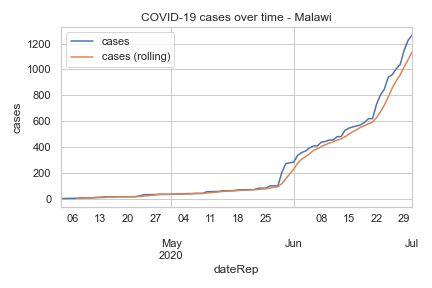 COVID-19 cases over time - Malawi
cases
cases (rolling)
1200
1000
800
600
400
200
0
cases
06 13 20 27 04 11 18 25 08 15 22 29
May Jun Jul
2020
dateRep